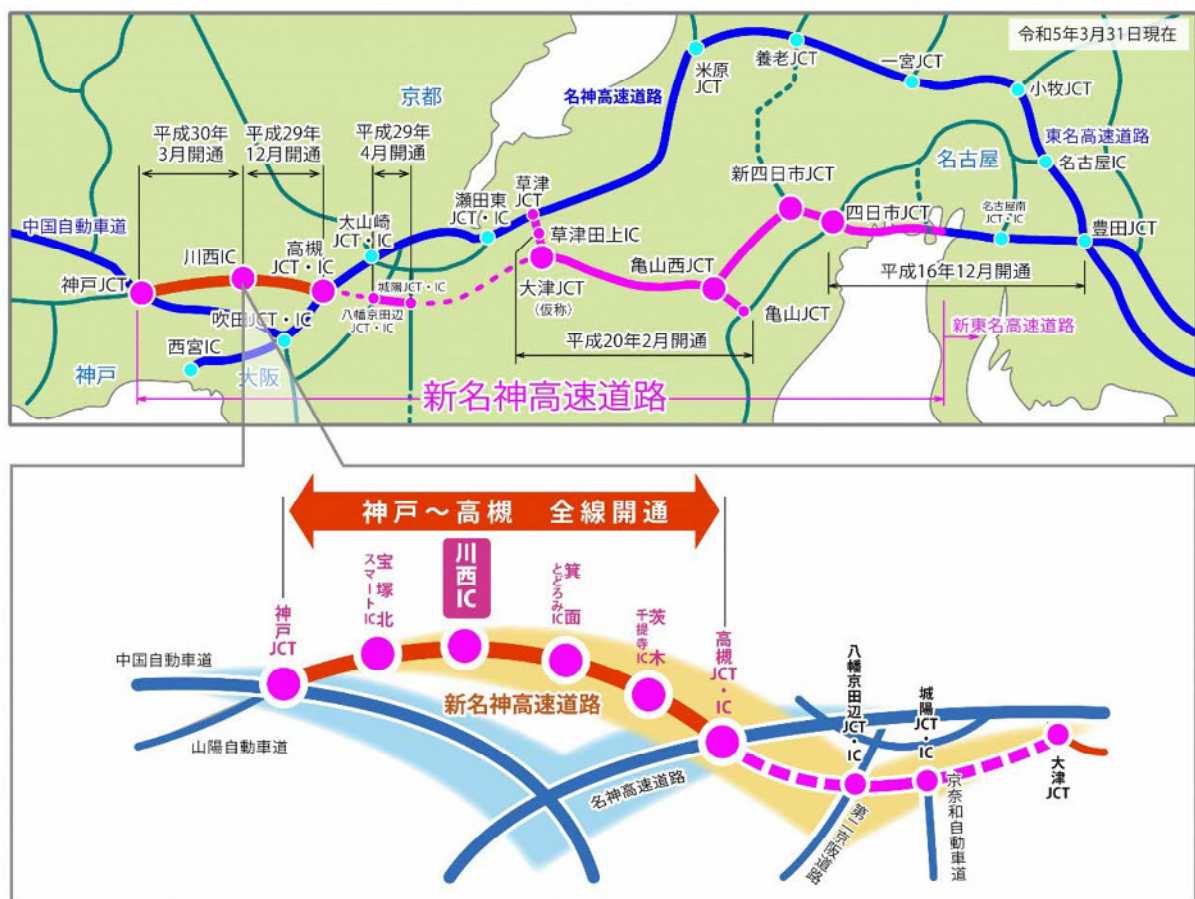 令和5年3月31日現在
米原
JCT
養老JCT
一宮JCT
小牧JCT
京都
名神高速道路
東名高速道路
名古屋
名古屋IC
平成30年
3月開通
平成29年
12月開通
平成29年
4月開通
瀬田東
JCT・IC
草津
JCT
新四日市JCT
中国自動車道
川西IC
高槻
JCT・IC
大山崎
JCT・IC
草津田上IC
四日市JCT
名古屋南
JCT・IC
豊田JCT
神戸JCT
城陽JCT・IC
大津JCT
(仮称)
亀山西JCT
平成16年12月開通
吹田JCT・IC
八幡京田辺
JCT・IC
亀山JCT
西宮IC
平成20年2月開通
新東名高速道路
神戸
大阪
新名神高速道路
神戸～高槻 全線開通
神戸JCT
宝塚北
スマートIC
川西IC
箕面
とどろみIC
茨木
千提寺IC
高槻
JCT・IC
八幡京田辺
JCT・IC
城陽
JCT・IC
大津
JCT
中国自動車道
新名神高速道路
山陽自動車道
名神高速道路
第二京阪道路
京奈和自動車道